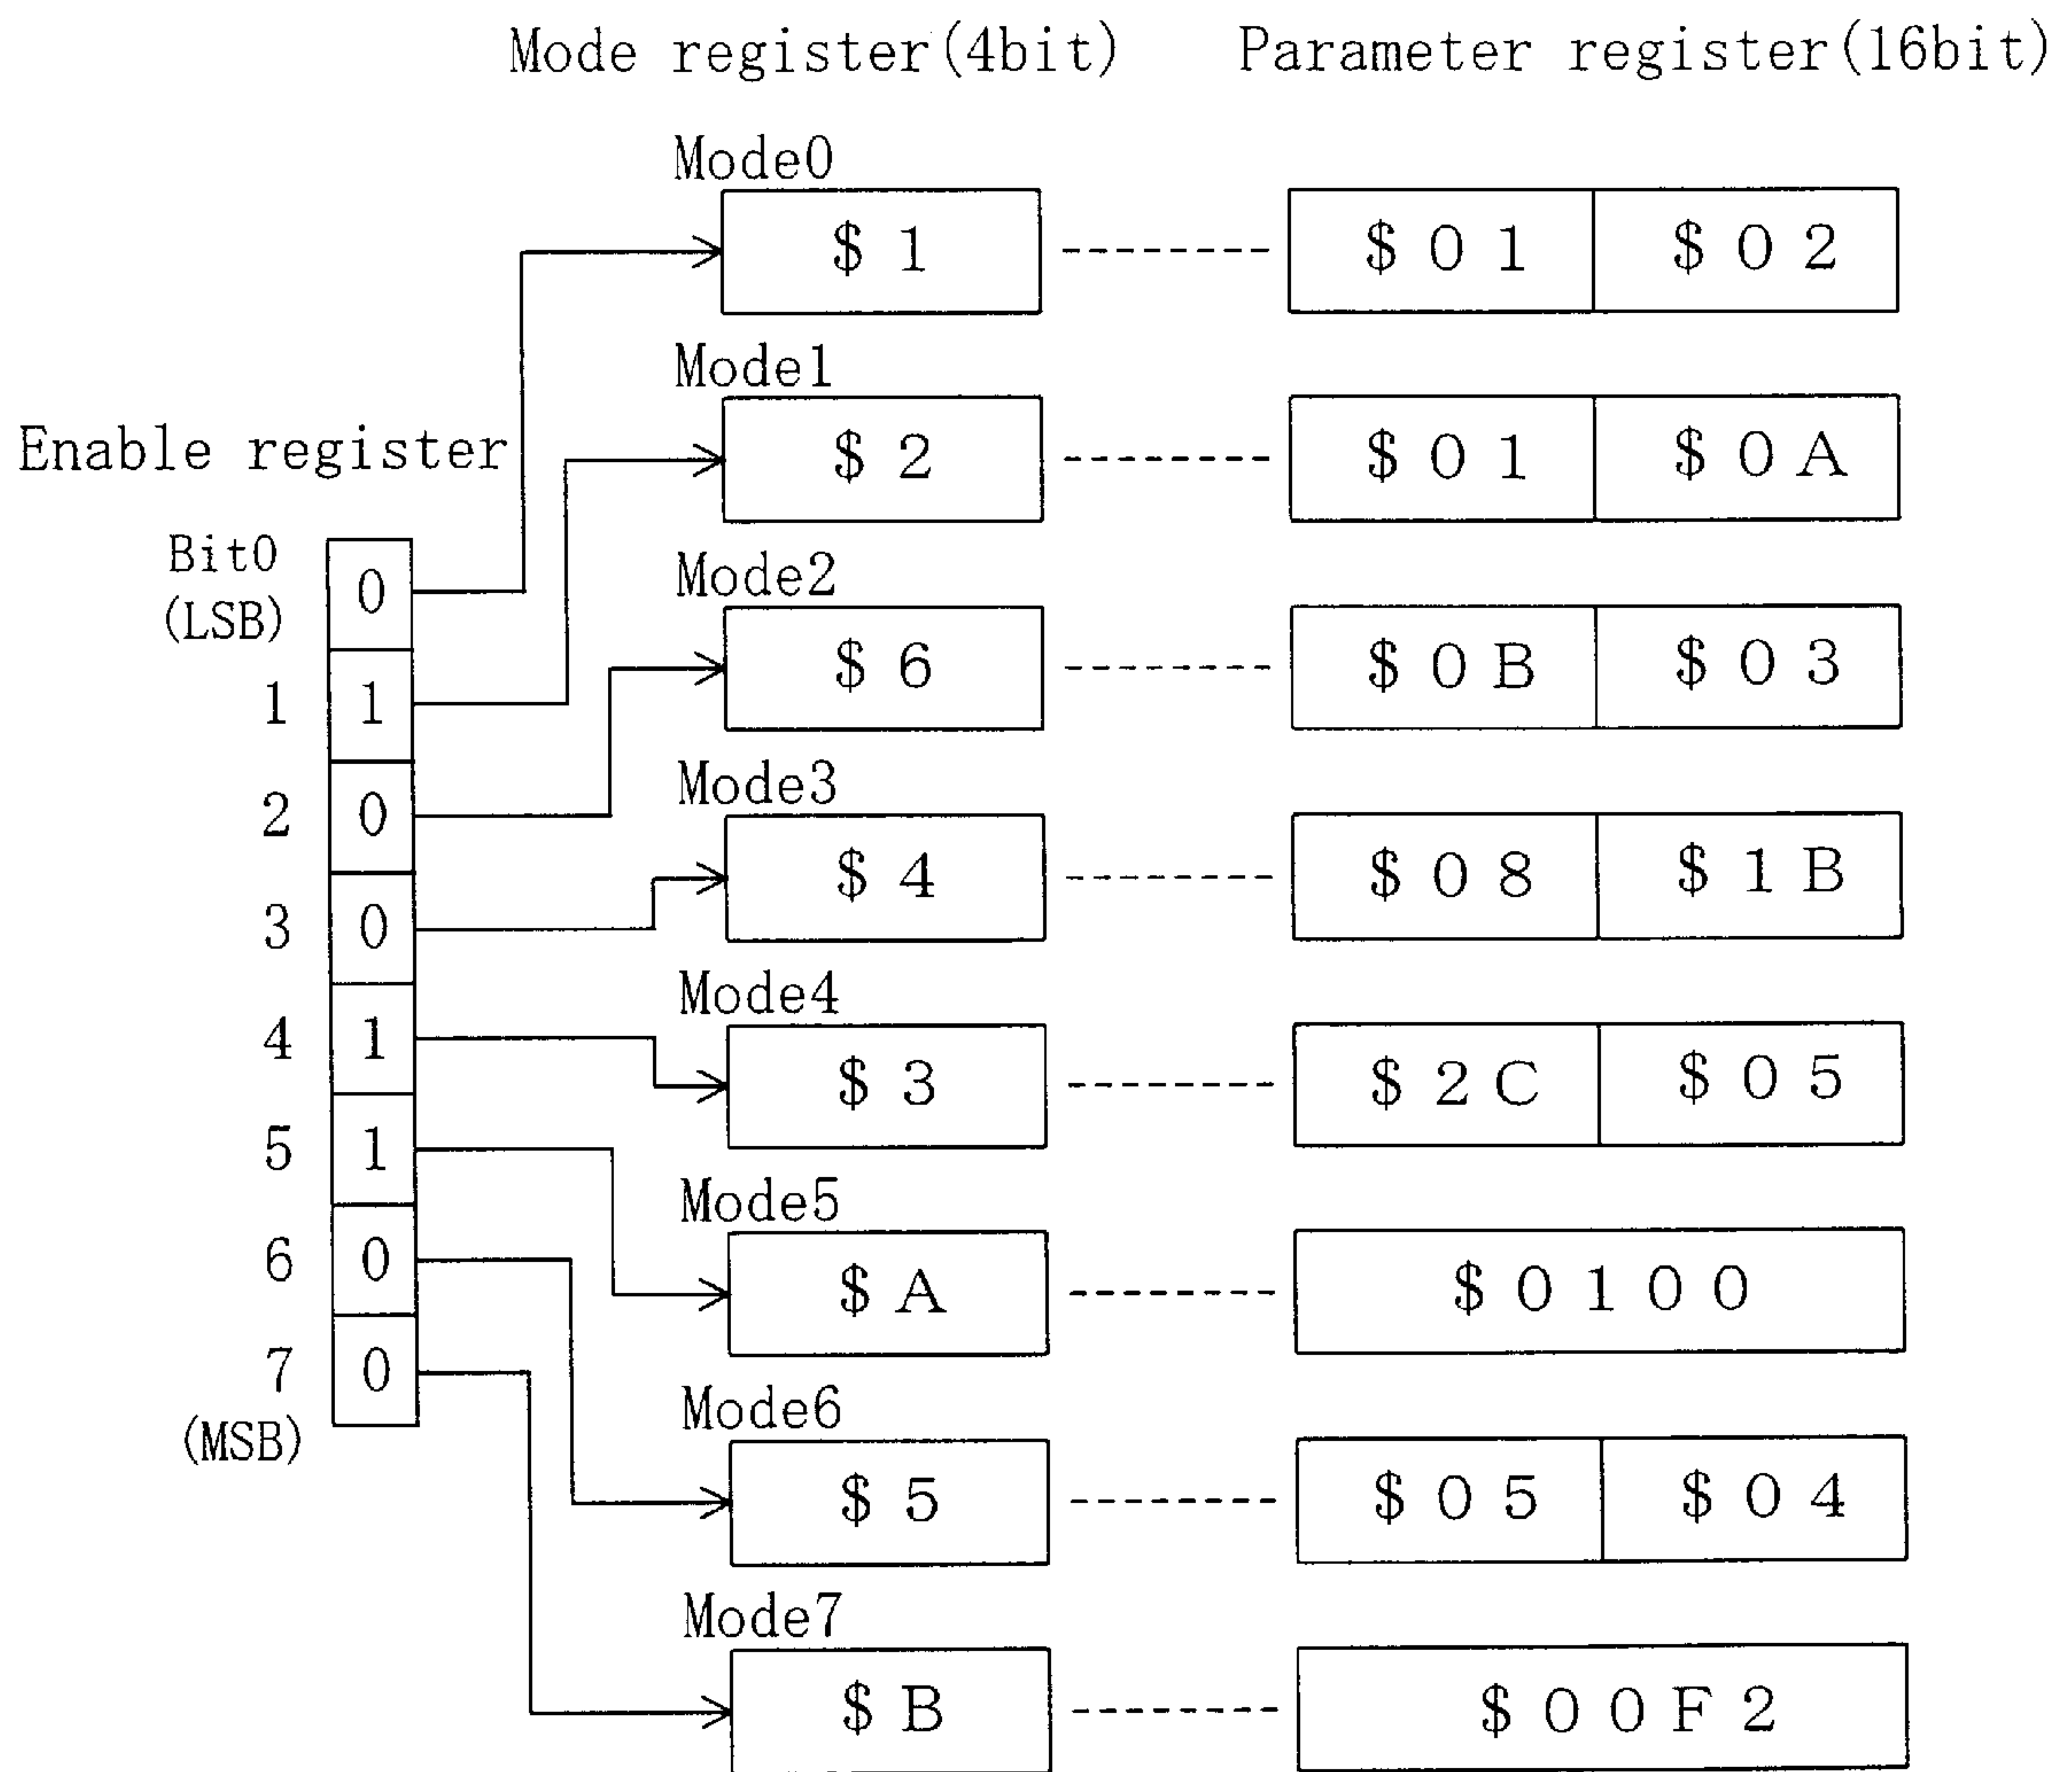 Mode register(4bit) Parameter register(16bit)
Mode0
$ 1 $ 0 1 $ 0 2
Mode1
Enable register $ 2 $ 0 1 $ 0 A
Bit0 0 Mode2
(LSB)
1 1 $ 6 $ 0 B $ 0 3
2 0 Mode3
3 0 $ 4 $ 0 8 $ 1 B
Mode4
4 1 $ 3 $ 2 C $ 0 5
5 1 Mode5
6 0 $ A $ 0 1 0 0
7 0 Mode6
(MSB)
$ 5 $ 0 5 $ 0 4
Mode7
$ B $ 0 0 F 2